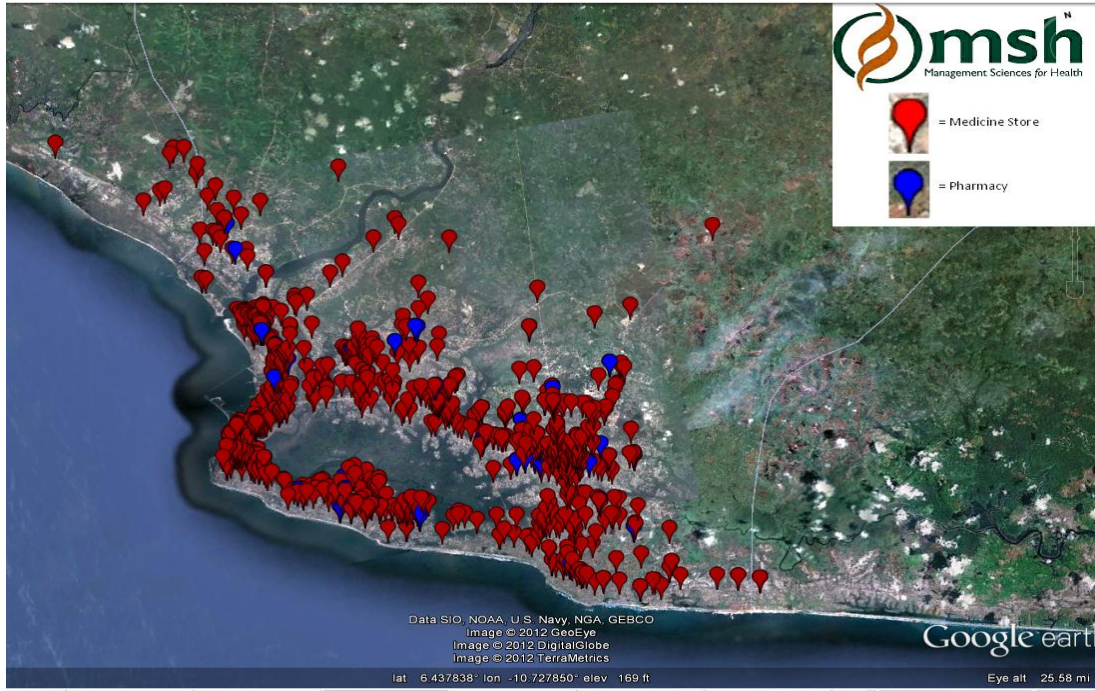 N
msh
Management Sciences for Health
= Medicine Store
= Pharmacy
Data SIO, NOAA, U.S. Navy, NGA, GEBCO
Image © 2012 GeoEye
Image © 2012 DigitalGlobe
Image © 2012 TerraMetrics
Google earth
lat 6.437838° lon -10.727850° elev 169 ft
Eye alt 25.58 mi